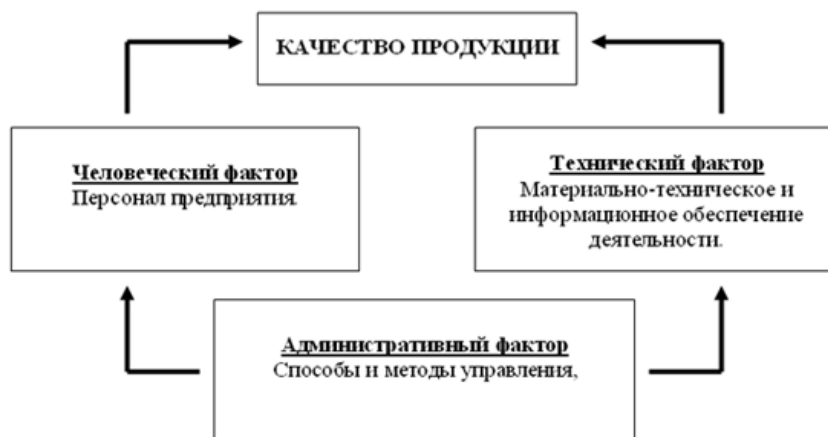 КАЧЕСТВО ПРОДУКЦИИ
Человеческий фактор
Персонал предприятия.
Технический фактор
Материально-техническое и
информационное обеспечение
деятельности.
Административный фактор
Способы и методы управления,